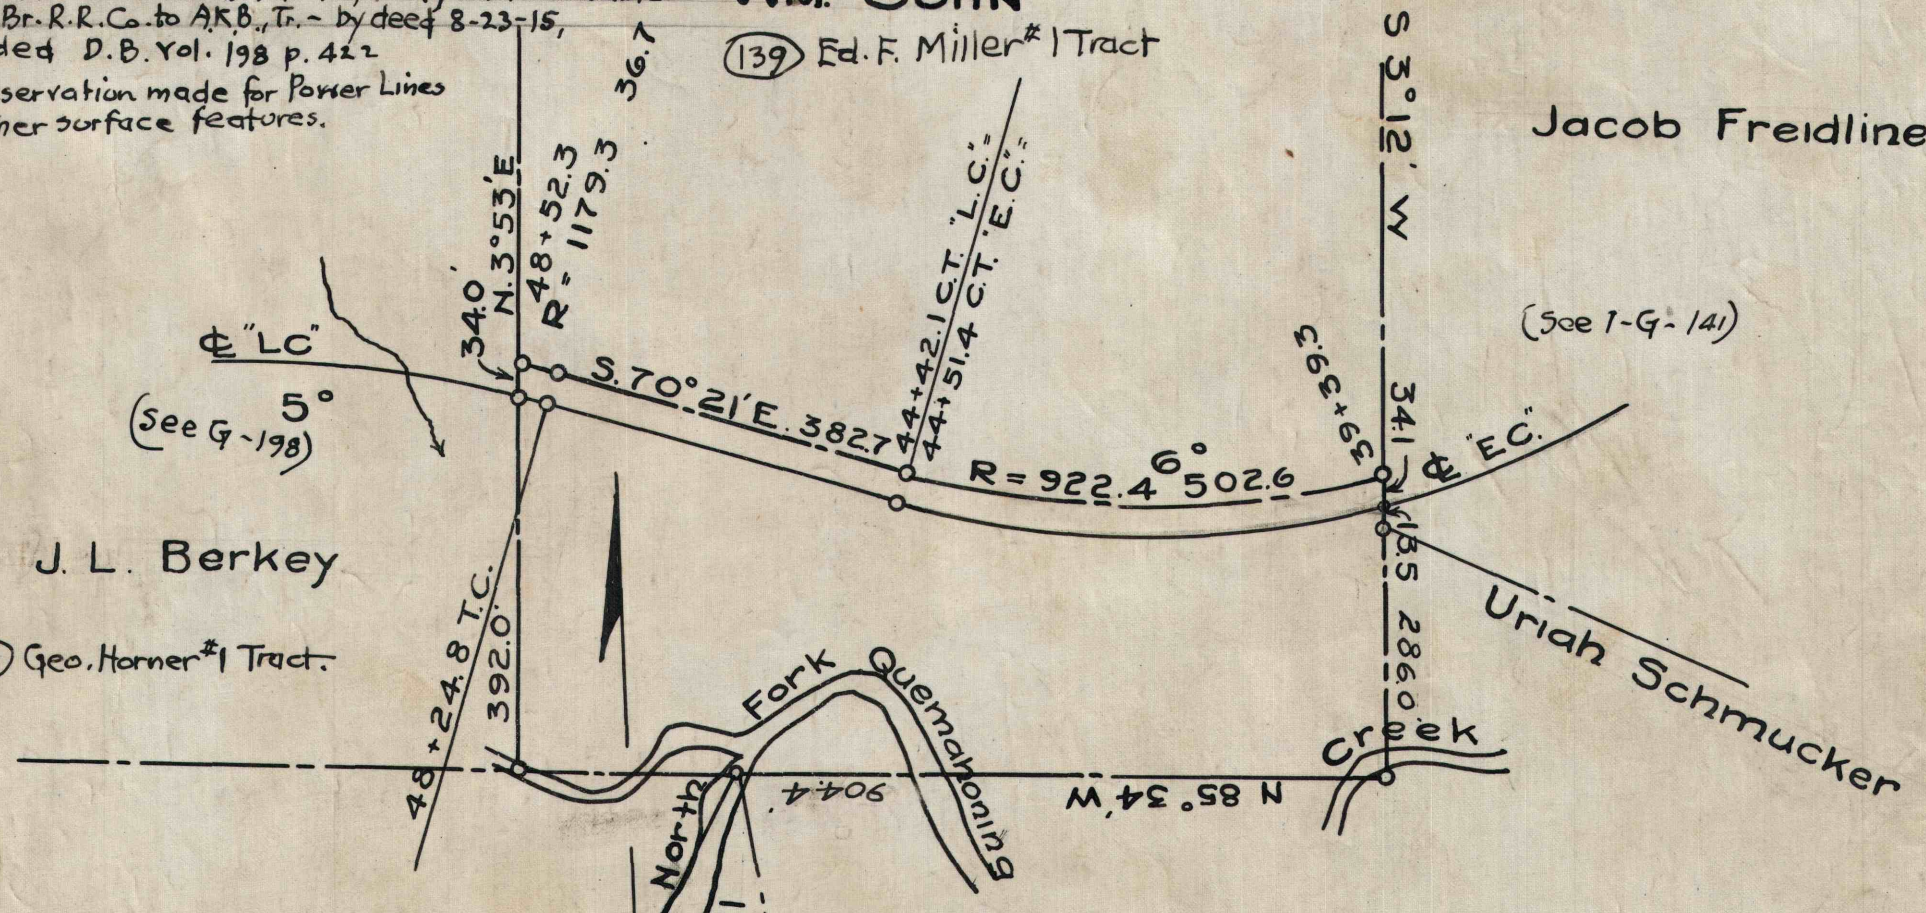 Br. R.R. Co. to A.K.B., Tr. - by deed 8-23-15,
ded D.B. Vol. 198 p. 422
servation made for Power Lines
her surface features.
(139) Ed. F. Miller #1 Tract
S 3° 12' W
Jacob Freidline
36.7
N. 3° 53' E
48+52.3
R = 1179.3
34.0'
44+42.1 C.T. "L.C." =
44+51.4 C.T. "E.C." =
(See 1-G-141)
℄ "LC"
5°
(See G-198)
S. 70° 21' E. 382.7
39+39.3
34.1
℄ "E.C."
6°
R = 922.4 502.6
13.5
286.0'
J. L. Berkey
Geo. Horner #1 Tract.
48+24.8 T.C.
392.0'
Uriah Schmucker
North Fork Quemahoning Creek
904.4'
N 85° 34' W